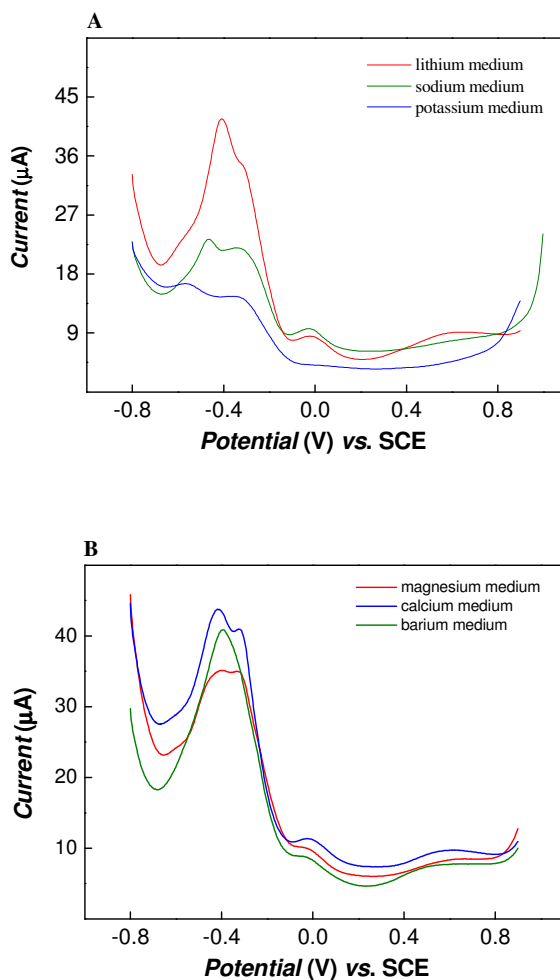 A
lithium medium
sodium medium
potassium medium
45
36
27
18
9
Current (µA)
-0.8 -0.4 0.0 0.4 0.8
Potential (V) vs. SCE
B
magnesium medium
calcium medium
barium medium
40
30
20
10
Current (µA)
-0.8 -0.4 0.0 0.4 0.8
Potential (V) vs. SCE